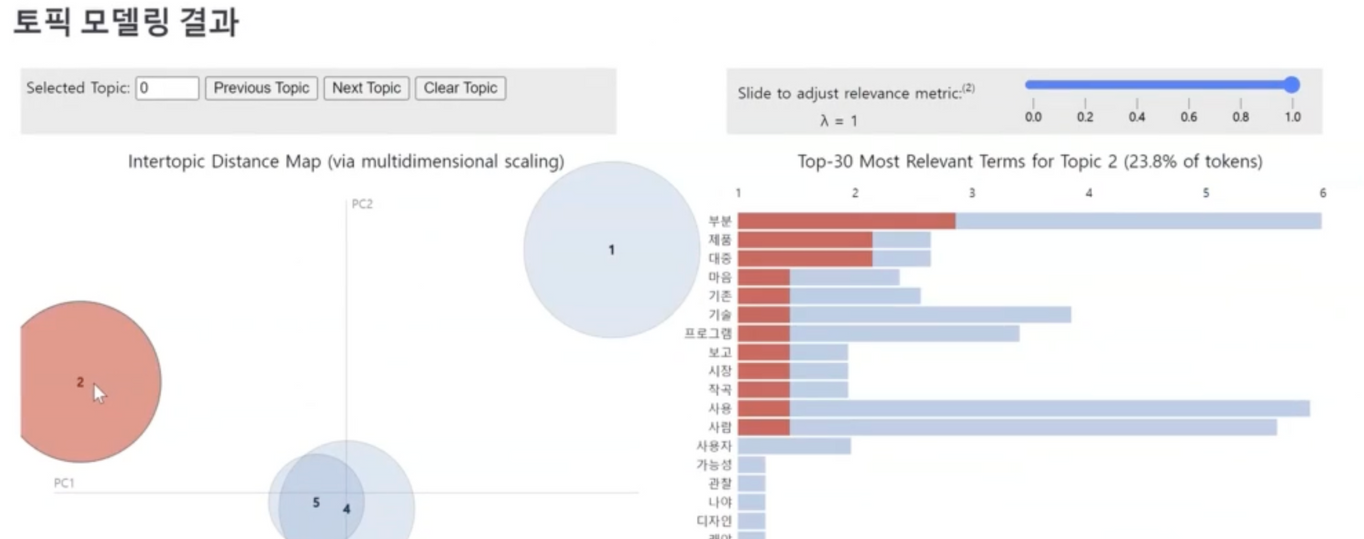 토픽 모델링 결과
Selected Topic: 0 Previous Topic Next Topic Clear Topic
Slide to adjust relevance metric:(2)
λ = 1
0.0 0.2 0.4 0.6 0.8 1.0
Intertopic Distance Map (via multidimensional scaling)
PC2
1
2
PC1
5
4
Top-30 Most Relevant Terms for Topic 2 (23.8% of tokens)
1 2 3 4 5 6
부분
제품
대중
마음
기존
기술
프로그램
보고
시장
작곡
사용
사람
사용자
가능성
관찰
나야
디자인